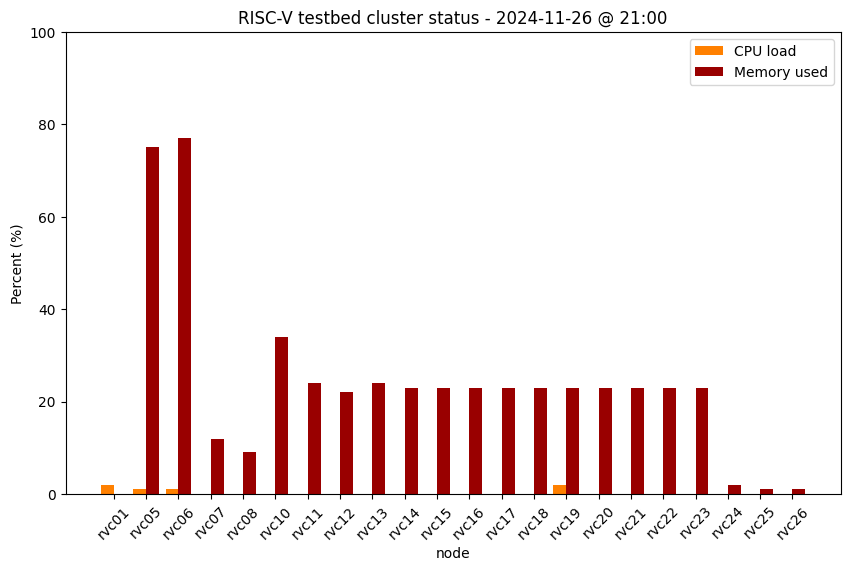 RISC-V testbed cluster status - 2024-11-26 @ 21:00
CPU load
Memory used
Percent (%)
100
80
60
40
20
0
rvc01
rvc05
rvc06
rvc07
rvc08
rvc10
rvc11
rvc12
rvc13
rvc14
rvc15
rvc16
rvc17
rvc18
rvc19
rvc20
rvc21
rvc22
rvc23
rvc24
rvc25
rvc26
node